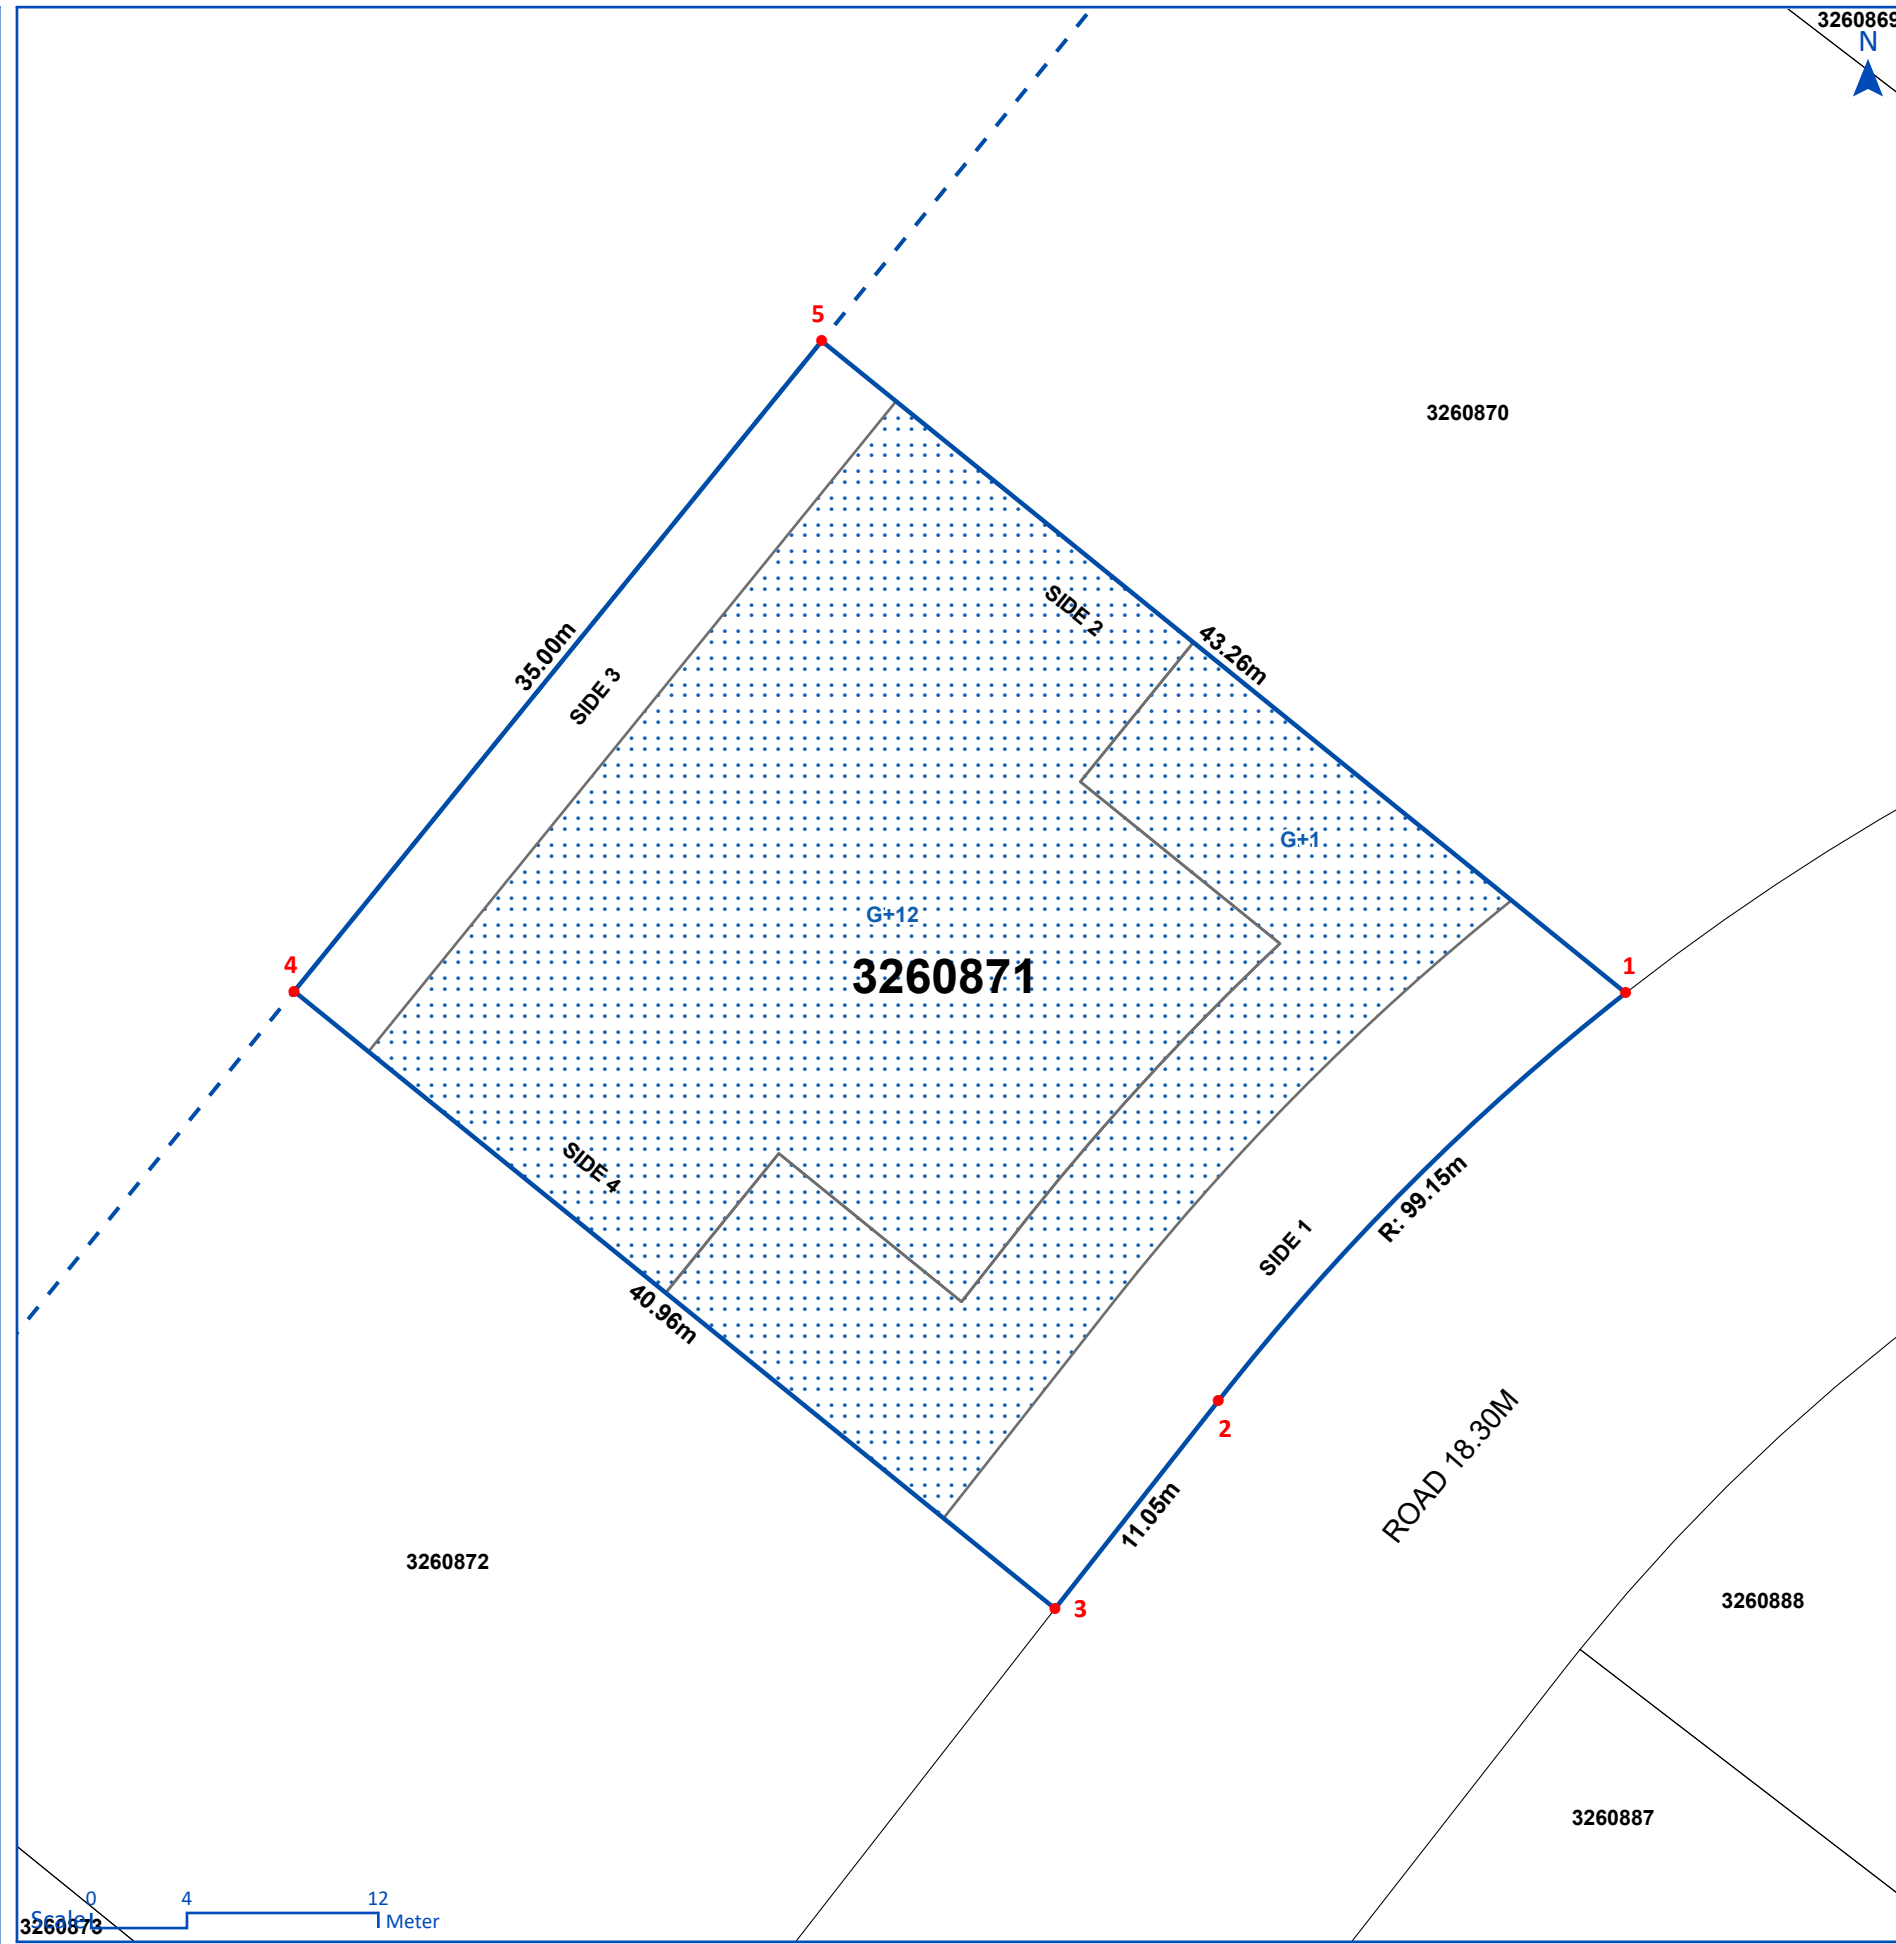 3260869
N
5
3260870
SIDE 2
43.26m
35.00m
SIDE 3
G+1
G+12
3260871
4
1
SIDE 4
R: 99.15m
SIDE 1
40.96m
2
ROAD 18.30M
11.05m
3260872
3
3260888
3260887
0 4 12
Scale Meter
3260873